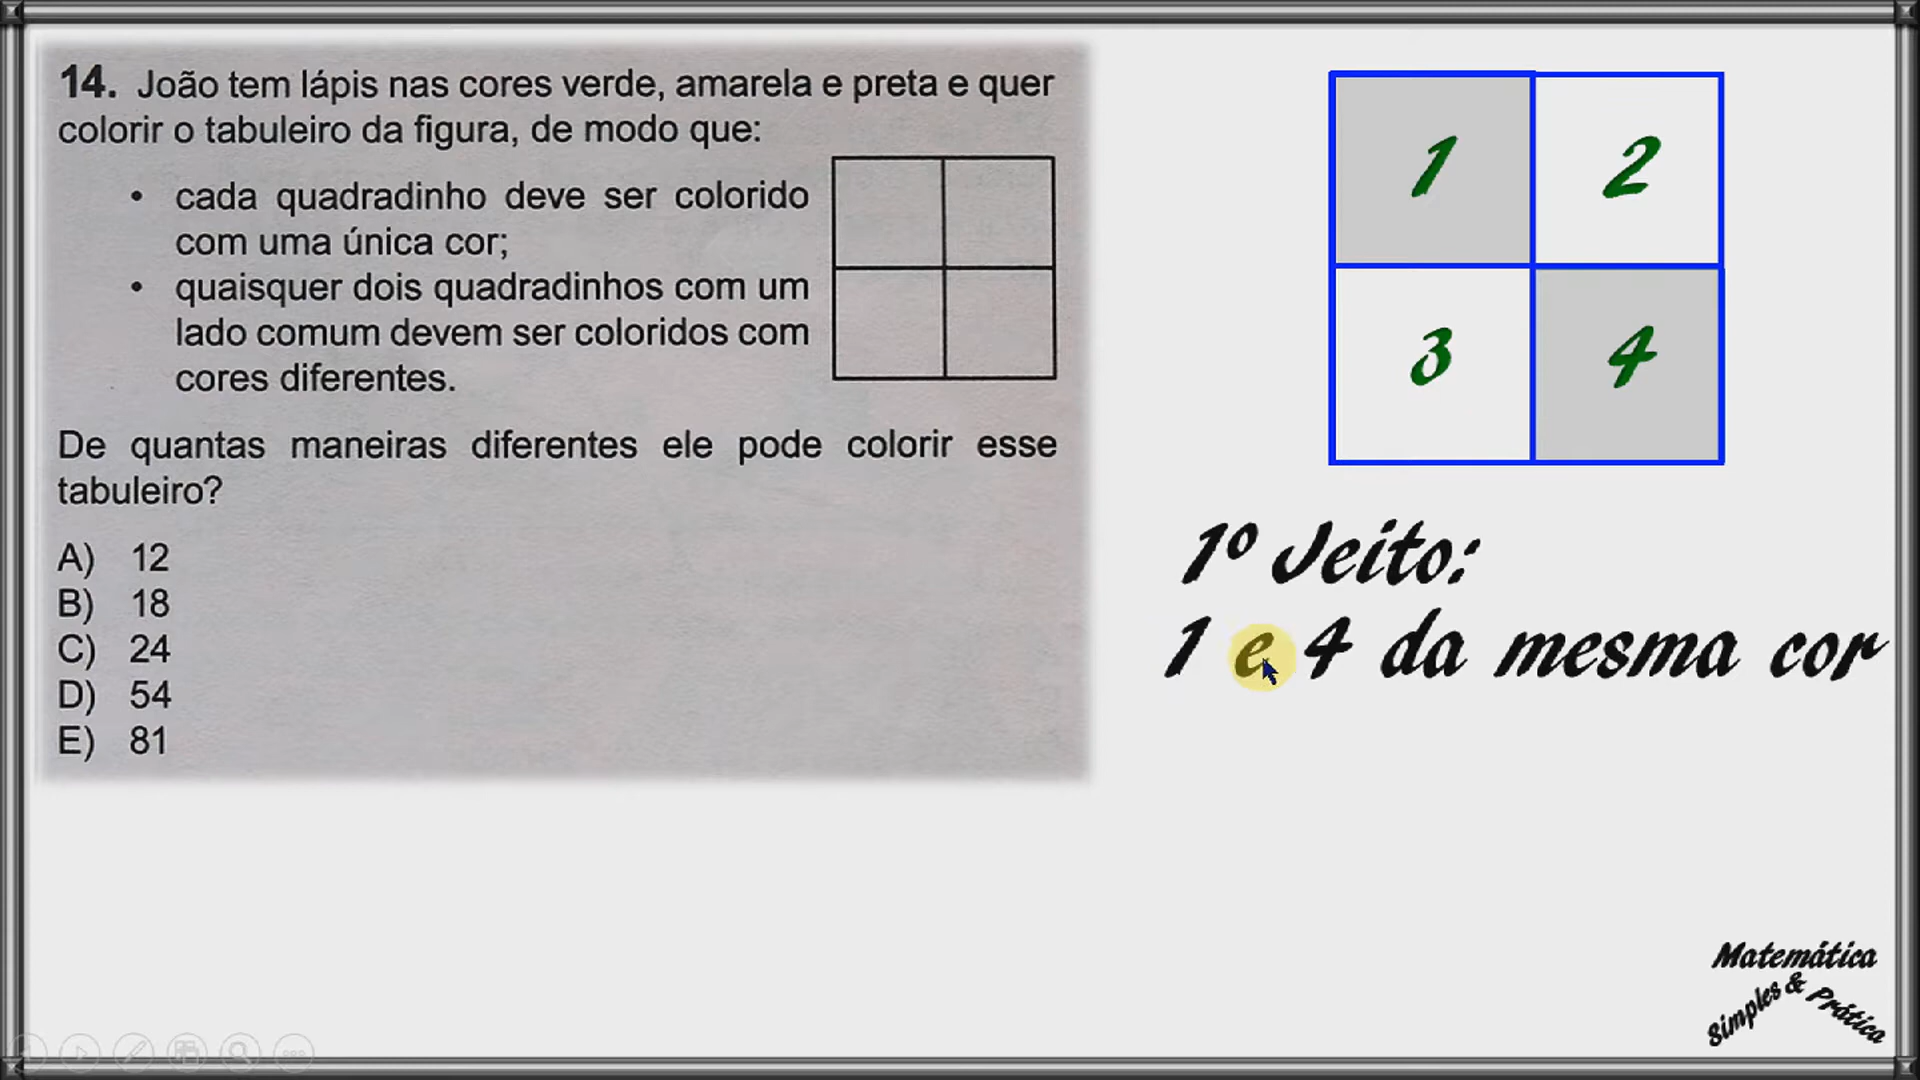 14. João tem lápis nas cores verde, amarela e preta e quer
colorir o tabuleiro da figura, de modo que:
• cada quadradinho deve ser colorido
com uma única cor;
• quaisquer dois quadradinhos com um
lado comum devem ser coloridos com
cores diferentes.
De quantas maneiras diferentes ele pode colorir esse
tabuleiro?
A) 12
B) 18
C) 24
D) 54
E) 81
1 2
3 4
1º Jeito:
1 e 4 da mesma cor
Matemática
Simples & Prática